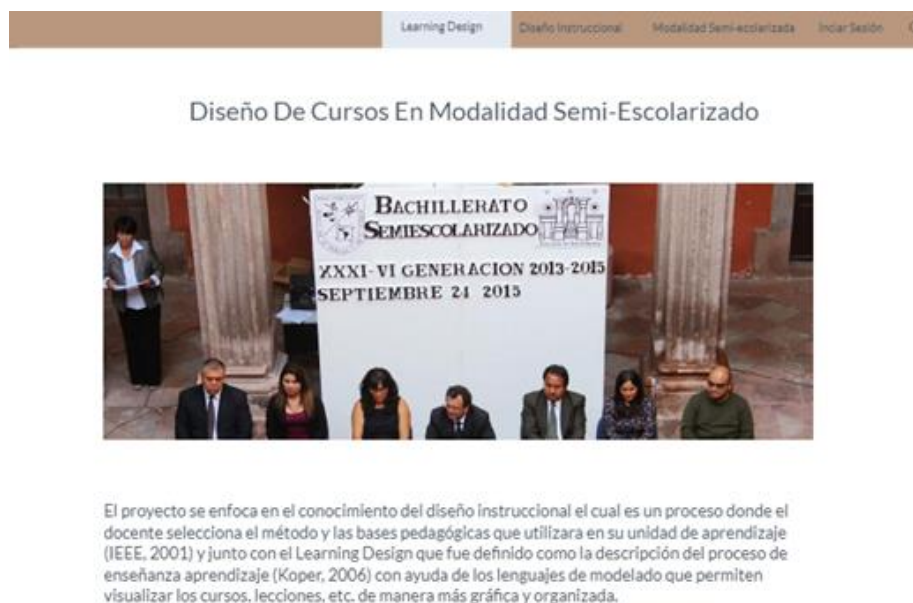 Learning Design Diseño Instruccional Modalidad Semi-ecolarizada Inciar Sesión
Diseño De Cursos En Modalidad Semi-Escolarizado
BACHILLERATO
SEMIESCOLARIZADO
XXXI-VI GENERACION 2013-2015
SEPTIEMBRE 24 2015
El proyecto se enfoca en el conocimiento del diseño instruccional el cual es un proceso donde el
docente selecciona el método y las bases pedagógicas que utilizara en su unidad de aprendizaje
(IEEE, 2001) y junto con el Learning Design que fue definido como la descripción del proceso de
enseñanza aprendizaje (Koper, 2006) con ayuda de los lenguajes de modelado que permiten
visualizar los cursos, lecciones, etc. de manera más gráfica y organizada.